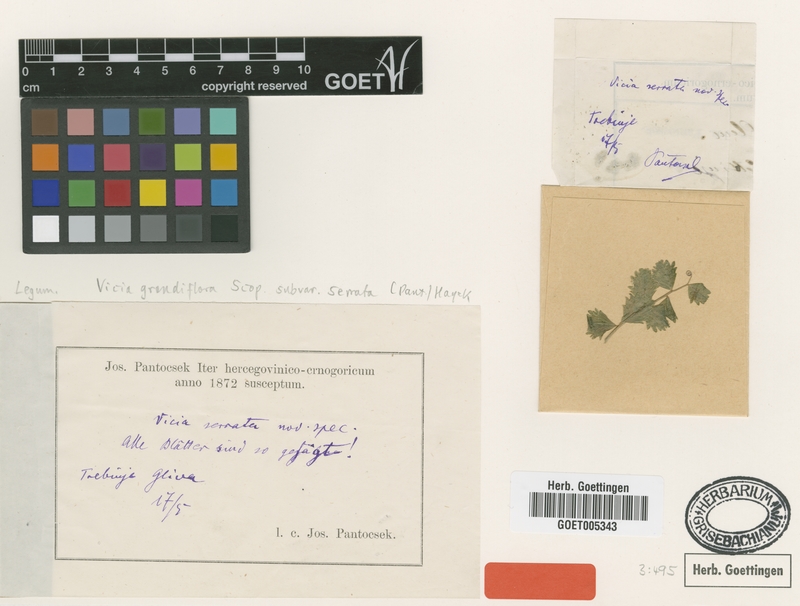 0 1 2 3 4 5 6 7 8 9 10
cm
copyright reserved
GOET
Vicia serrata nov. spec.
Trebinje
17/5
Pantocsek
Legum. Vicia grandiflora Scop. subvar. serrata (Pant) Hayek
Jos. Pantocsek Iter hercegovinico-crnogoricum
anno 1872 susceptum.
Vicia serrata nov. spec.
Alle Blätter sind so gesägt!
Trebinje Gliva
17/5
l. c. Jos. Pantocsek.
Herb. Goettingen
GOET005343
HERBARIUM
GRISEBACHIANUM
3:495
Herb. Goettingen